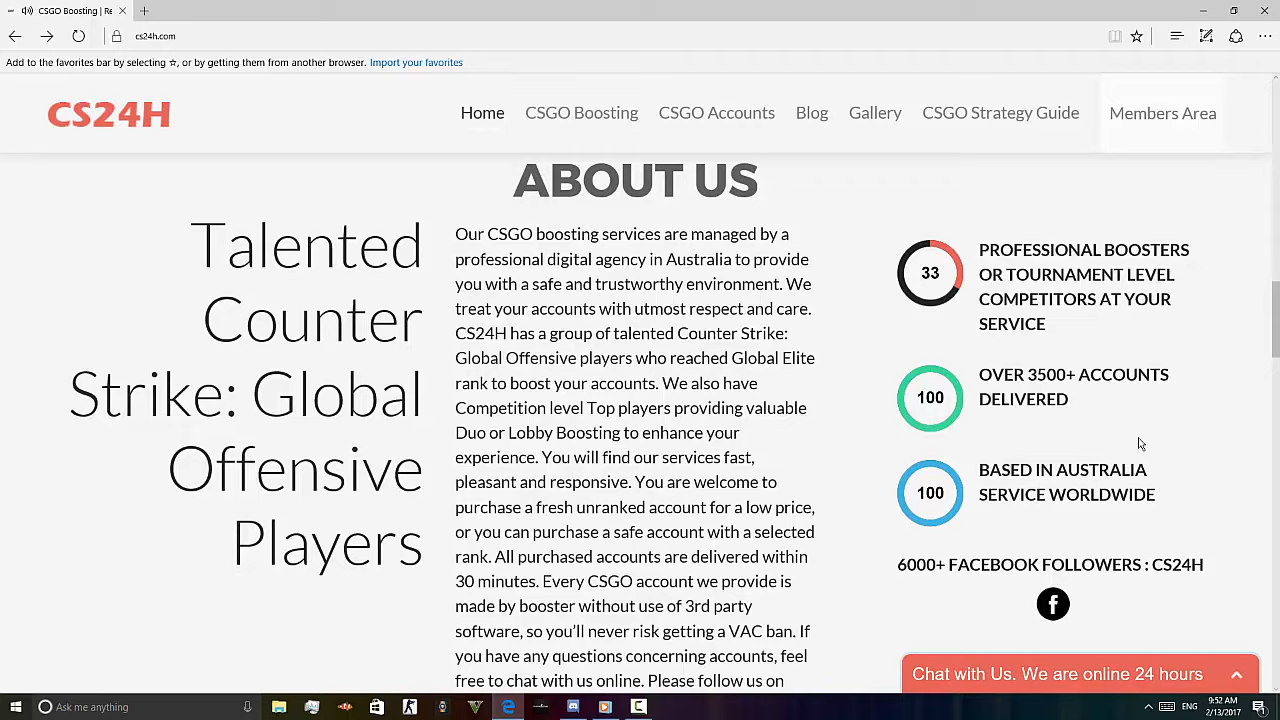 CSGO Boosting | Re
cs24h.com
Add to the favorites bar by selecting ☆, or by getting them from another browser. Import your favorites
CS24H
Home
CSGO Boosting
CSGO Accounts
Blog
Gallery
CSGO Strategy Guide
Members Area
ABOUT US
Talented
Counter
Strike: Global
Offensive
Players
Our CSGO boosting services are managed by a
professional digital agency in Australia to provide
you with a safe and trustworthy environment. We
treat your accounts with utmost respect and care.
CS24H has a group of talented Counter Strike:
Global Offensive players who reached Global Elite
rank to boost your accounts. We also have
Competition level Top players providing valuable
Duo or Lobby Boosting to enhance your
experience. You will find our services fast,
pleasant and responsive. You are welcome to
purchase a fresh unranked account for a low price,
or you can purchase a safe account with a selected
rank. All purchased accounts are delivered within
30 minutes. Every CSGO account we provide is
made by booster without use of 3rd party
software, so you'll never risk getting a VAC ban. If
you have any questions concerning accounts, feel
free to chat with us online. Please follow us on
33
PROFESSIONAL BOOSTERS
OR TOURNAMENT LEVEL
COMPETITORS AT YOUR
SERVICE
100
OVER 3500+ ACCOUNTS
DELIVERED
100
BASED IN AUSTRALIA
SERVICE WORLDWIDE
6000+ FACEBOOK FOLLOWERS : CS24H
Chat with Us. We are online 24 hours
Ask me anything
ENG
9:52 AM
2/13/2017